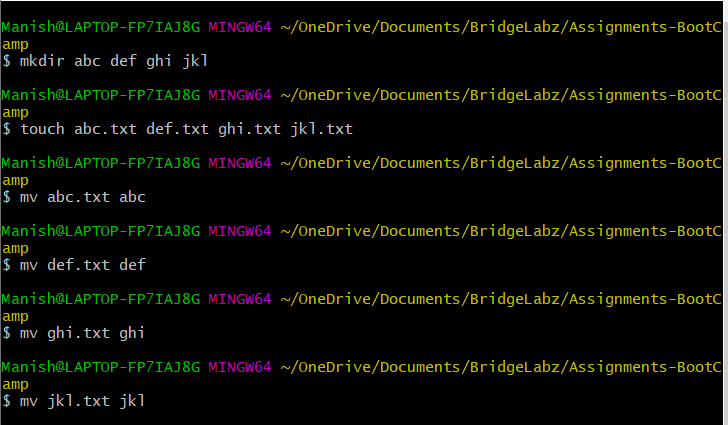 Manish@LAPTOP-FP7IAJ8G MINGW64 ~/OneDrive/Documents/BridgeLabz/Assignments-BootC
amp
$ mkdir abc def ghi jkl
Manish@LAPTOP-FP7IAJ8G MINGW64 ~/OneDrive/Documents/BridgeLabz/Assignments-BootC
amp
$ touch abc.txt def.txt ghi.txt jkl.txt
Manish@LAPTOP-FP7IAJ8G MINGW64 ~/OneDrive/Documents/BridgeLabz/Assignments-BootC
amp
$ mv abc.txt abc
Manish@LAPTOP-FP7IAJ8G MINGW64 ~/OneDrive/Documents/BridgeLabz/Assignments-BootC
amp
$ mv def.txt def
Manish@LAPTOP-FP7IAJ8G MINGW64 ~/OneDrive/Documents/BridgeLabz/Assignments-BootC
amp
$ mv ghi.txt ghi
Manish@LAPTOP-FP7IAJ8G MINGW64 ~/OneDrive/Documents/BridgeLabz/Assignments-BootC
amp
$ mv jkl.txt jkl